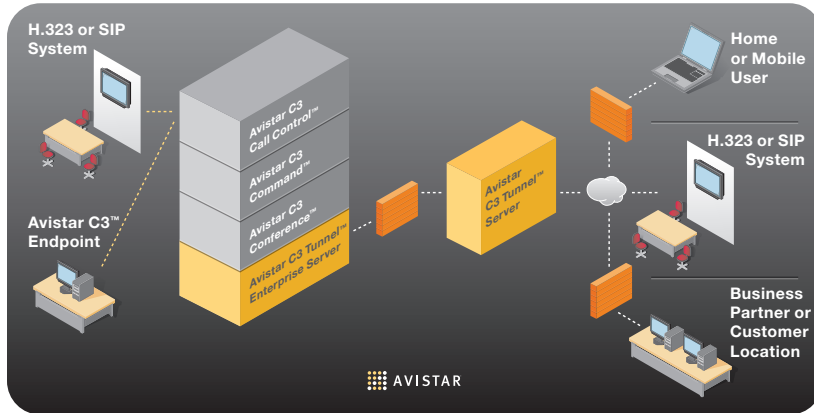 H.323 or SIP
System
Avistar C3™
Endpoint
Avistar C3
Call Control™
Avistar C3
Command™
Avistar C3
Conference™
Avistar C3 Tunnel™
Enterprise Server
Avistar
C3 Tunnel™
Server
Home
or Mobile
User
H.323 or SIP
System
Business
Partner or
Customer
Location
AVISTAR